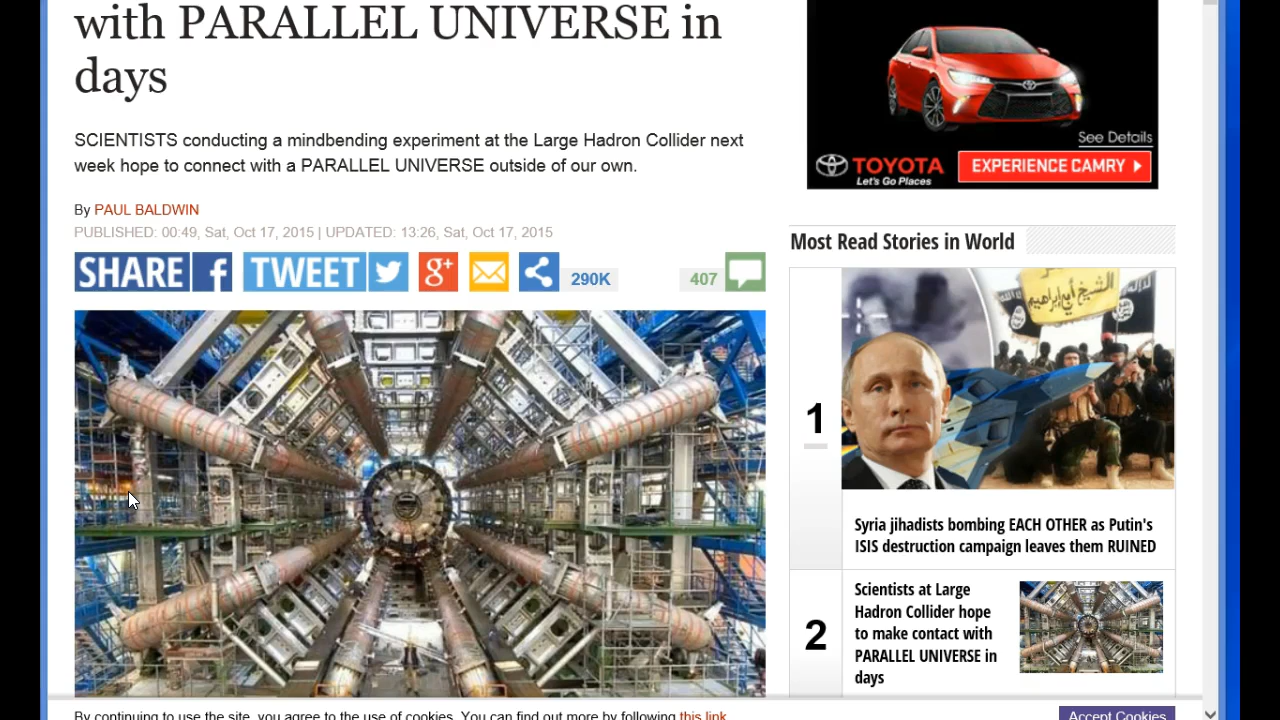 with PARALLEL UNIVERSE in
days
SCIENTISTS conducting a mindbending experiment at the Large Hadron Collider next
week hope to connect with a PARALLEL UNIVERSE outside of our own.
By PAUL BALDWIN
PUBLISHED: 00:49, Sat, Oct 17, 2015 | UPDATED: 13:26, Sat, Oct 17, 2015
SHARE f TWEET g+ 290K 407
See Details
TOYOTA
Let's Go Places
EXPERIENCE CAMRY
Most Read Stories in World
الشيخ أبي إبراهيم
1
Syria jihadists bombing EACH OTHER as Putin's
ISIS destruction campaign leaves them RUINED
2
Scientists at Large
Hadron Collider hope
to make contact with
PARALLEL UNIVERSE in
days
By continuing to use the site, you agree to the use of cookies. You can find out more by following this link
Accept Cookies